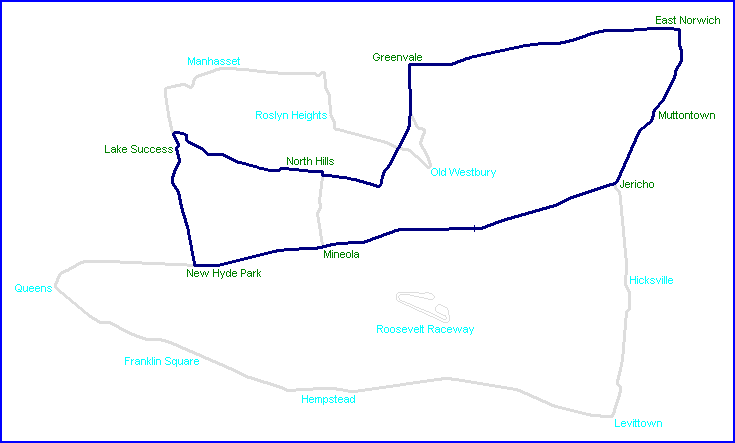 East Norwich
Greenvale
Manhasset
Roslyn Heights
Muttontown
Lake Success
North Hills
Old Westbury
Jericho
Mineola
New Hyde Park
Hicksville
Queens
Roosevelt Raceway
Franklin Square
Hempstead
Levittown